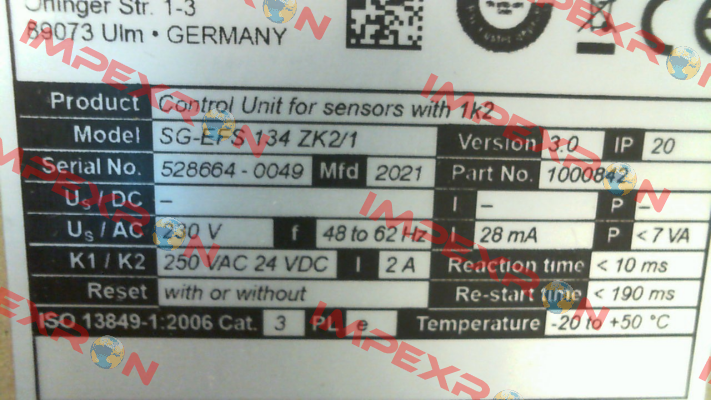 Öhinger Str. 1-3
89073 Ulm • GERMANY
Product Control Unit for sensors with 1k2
Model SG-EFS 134 ZK2/1 Version 3.0 IP 20
Serial No. 528664 - 0049 Mfd 2021 Part No. 1000842
Us / DC – I – P –
Us / AC 230 V f 48 to 62 Hz I 28 mA P < 7 VA
K1 / K2 250 VAC 24 VDC I 2 A Reaction time < 10 ms
Reset with or without Re-start time < 190 ms
ISO 13849-1:2006 Cat. 3 PL e Temperature -20 to +50 °C
IMPEXRON